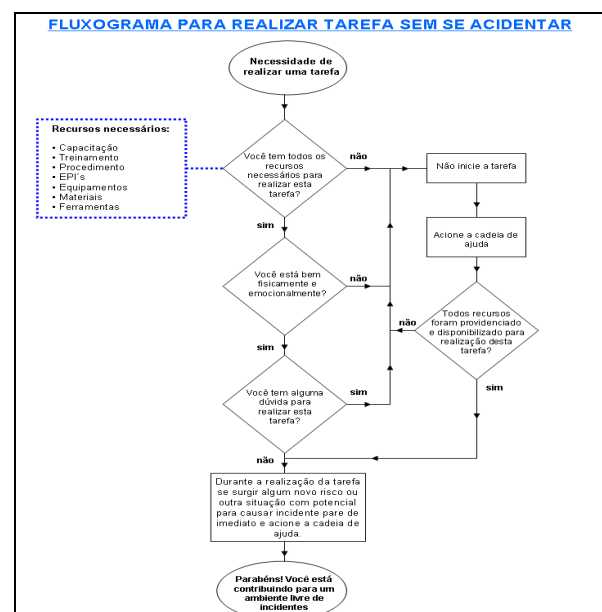 FLUXOGRAMA PARA REALIZAR TAREFA SEM SE ACIDENTAR
Necessidade de
realizar uma tarefa
Recursos necessários:
▪ Capacitação
▪ Treinamento
▪ Procedimento
▪ EPI´s
▪ Equipamentos
▪ Materiais
▪ Ferramentas
Você tem todos os
recursos
necessários para
realizar esta
tarefa?
não
Não inicie a tarefa
sim
Acione a cadeia de
ajuda
Você está bem
fisicamente e
emocionalmente?
não
Todos recursos
foram providenciado
e disponibilizado para
realização desta
tarefa?
não
sim
sim
Você tem alguma
dúvida para
realizar esta
tarefa?
sim
não
Durante a realização da tarefa
se surgir algum novo risco ou
outra situação com potencial
para causar incidente pare de
imediato e acione a cadeia de
ajuda.
Parabéns! Você está
contribuindo para um
ambiente livre de
incidentes